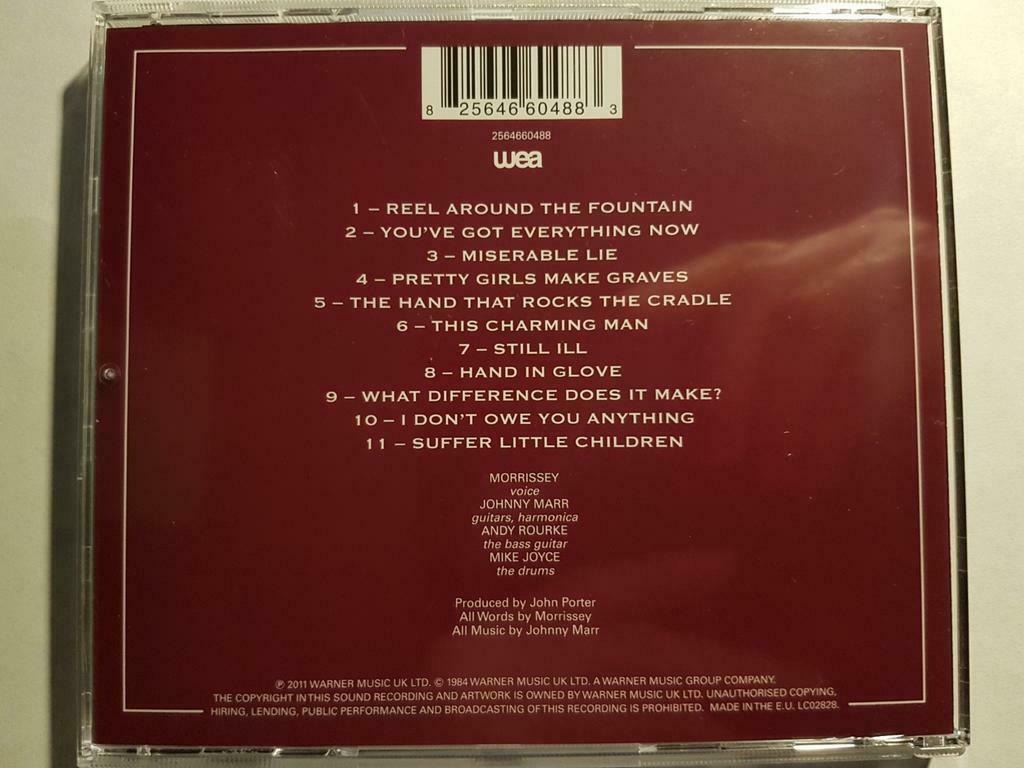 8 25646 60488 3
2564660488
wea
1 – REEL AROUND THE FOUNTAIN
2 – YOU'VE GOT EVERYTHING NOW
3 – MISERABLE LIE
4 – PRETTY GIRLS MAKE GRAVES
5 – THE HAND THAT ROCKS THE CRADLE
6 – THIS CHARMING MAN
7 – STILL ILL
8 – HAND IN GLOVE
9 – WHAT DIFFERENCE DOES IT MAKE?
10 – I DON'T OWE YOU ANYTHING
11 – SUFFER LITTLE CHILDREN
MORRISSEY
voice
JOHNNY MARR
guitars, harmonica
ANDY ROURKE
the bass guitar
MIKE JOYCE
the drums
Produced by John Porter
All Words by Morrissey
All Music by Johnny Marr
℗ 2011 WARNER MUSIC UK LTD. © 1984 WARNER MUSIC UK LTD. A WARNER MUSIC GROUP COMPANY.
THE COPYRIGHT IN THIS SOUND RECORDING AND ARTWORK IS OWNED BY WARNER MUSIC UK LTD. UNAUTHORISED COPYING,
HIRING, LENDING, PUBLIC PERFORMANCE AND BROADCASTING OF THIS RECORDING IS PROHIBITED. MADE IN THE E.U. LC02828.